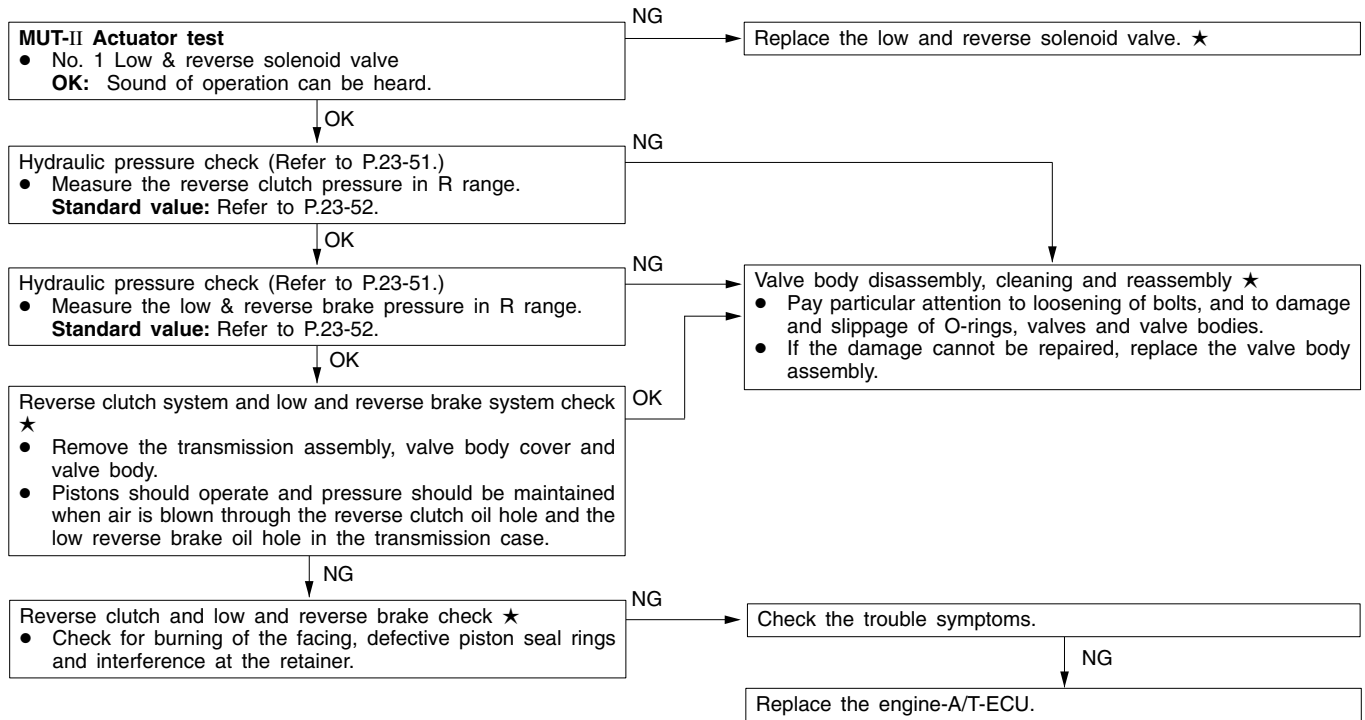 MUT-II Actuator test
● No. 1 Low & reverse solenoid valve
OK: Sound of operation can be heard.
NG
Replace the low and reverse solenoid valve. ★
OK
Hydraulic pressure check (Refer to P.23-51.)
● Measure the reverse clutch pressure in R range.
Standard value: Refer to P.23-52.
NG
OK
Hydraulic pressure check (Refer to P.23-51.)
● Measure the low & reverse brake pressure in R range.
Standard value: Refer to P.23-52.
NG
Valve body disassembly, cleaning and reassembly ★
● Pay particular attention to loosening of bolts, and to damage
and slippage of O-rings, valves and valve bodies.
● If the damage cannot be repaired, replace the valve body
assembly.
OK
Reverse clutch system and low and reverse brake system check
★
● Remove the transmission assembly, valve body cover and
valve body.
● Pistons should operate and pressure should be maintained
when air is blown through the reverse clutch oil hole and the
low reverse brake oil hole in the transmission case.
OK
NG
Reverse clutch and low and reverse brake check ★
● Check for burning of the facing, defective piston seal rings
and interference at the retainer.
NG
Check the trouble symptoms.
NG
Replace the engine-A/T-ECU.